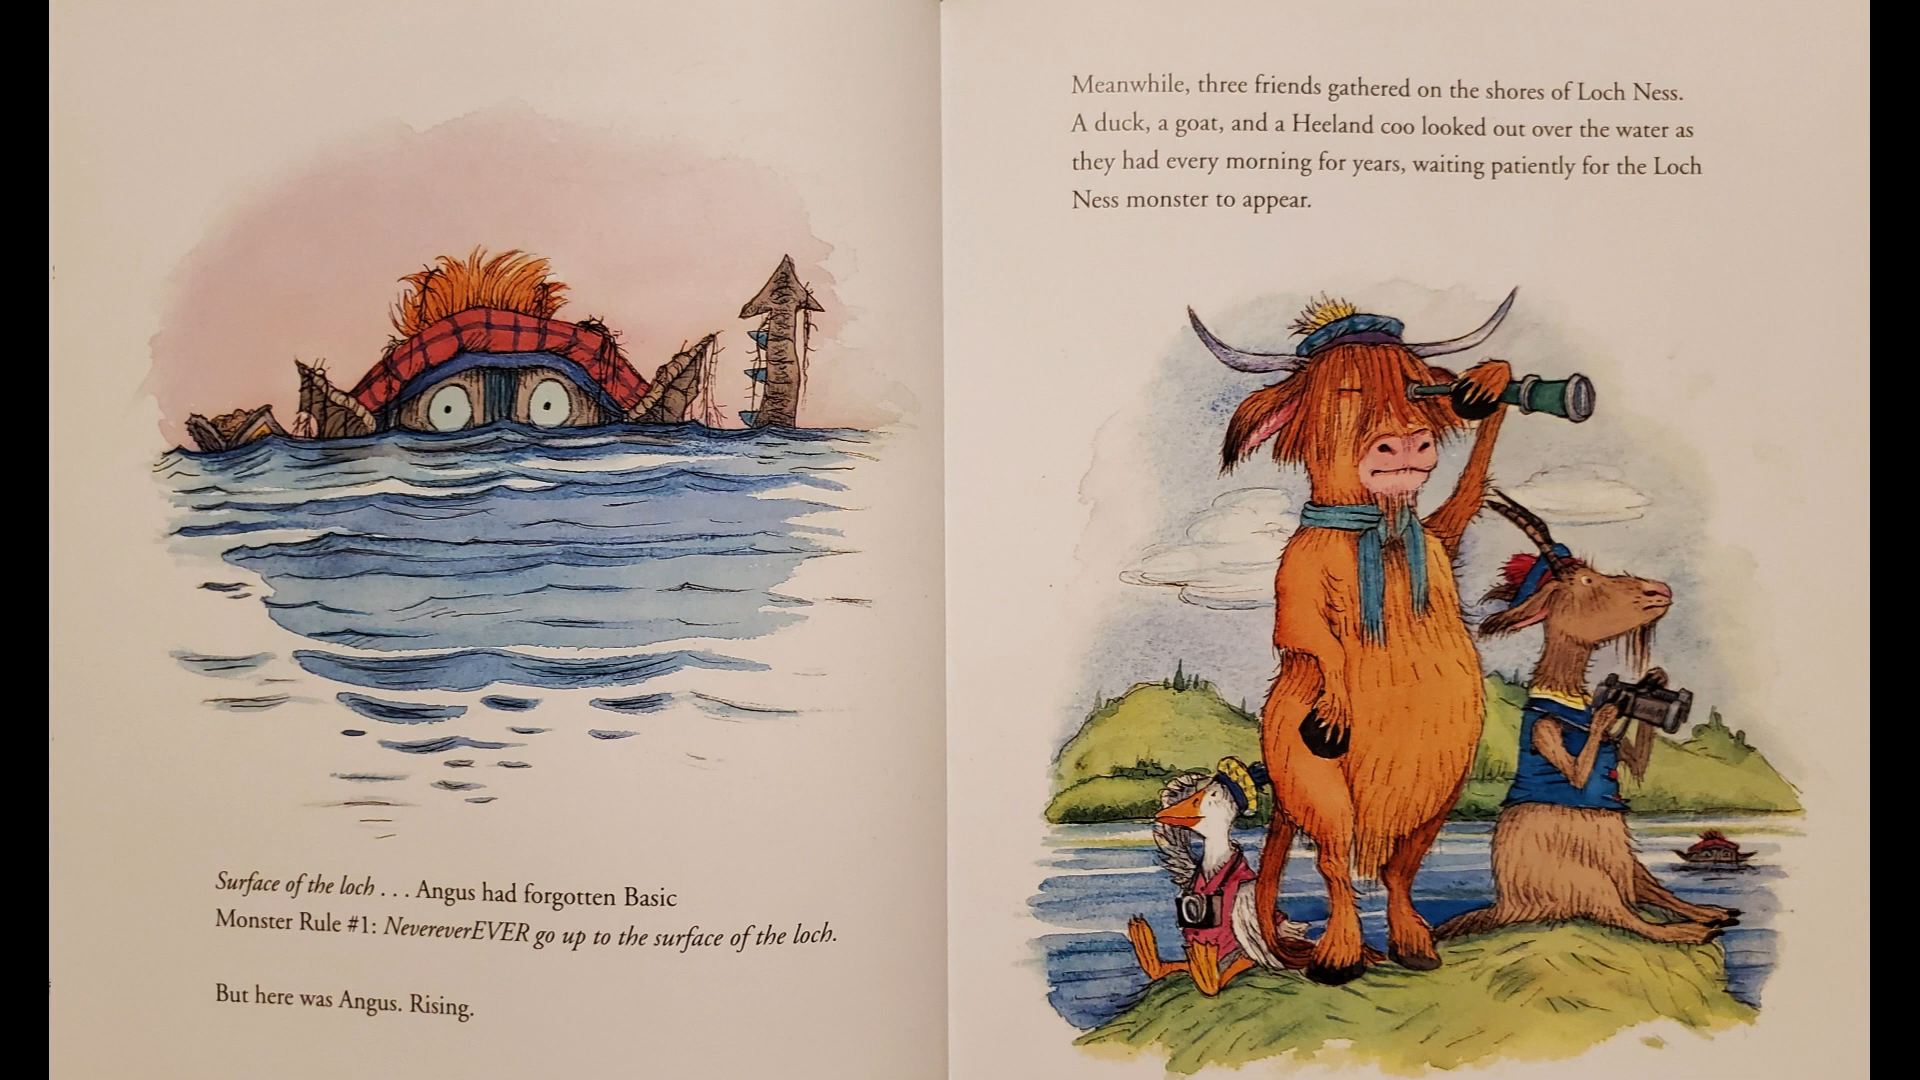 Surface of the loch . . . Angus had forgotten Basic
Monster Rule #1: NevereverEVER go up to the surface of the loch.
But here was Angus. Rising.
Meanwhile, three friends gathered on the shores of Loch Ness.
A duck, a goat, and a Heeland coo looked out over the water as
they had every morning for years, waiting patiently for the Loch
Ness monster to appear.